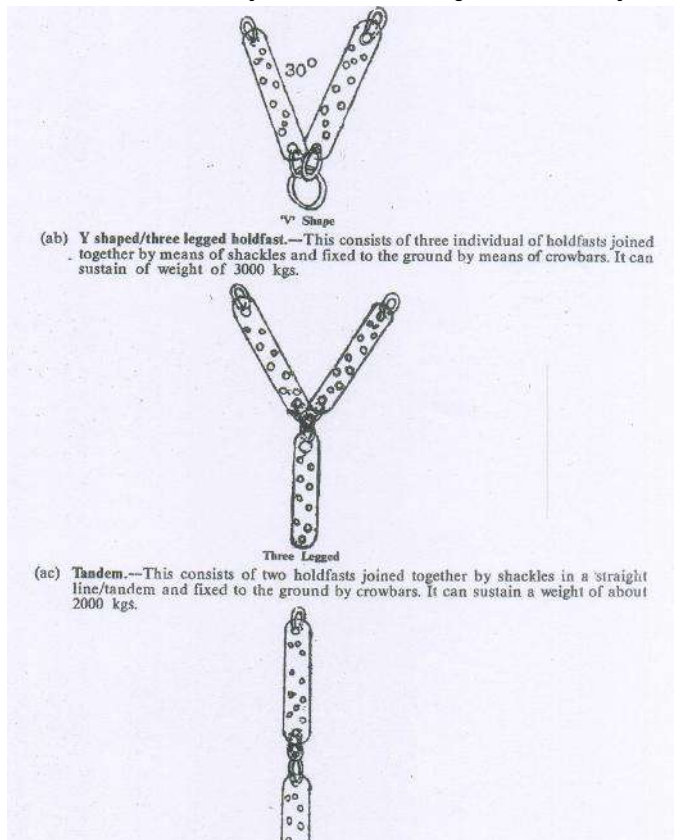 30°
'V' Shape
(ab) Y shaped/three legged holdfast.—This consists of three individual of holdfasts joined
together by means of shackles and fixed to the ground by means of crowbars. It can
sustain of weight of 3000 kgs.
Three Legged
(ac) Tandem.—This consists of two holdfasts joined together by shackles in a straight
line/tandem and fixed to the ground by crowbars. It can sustain a weight of about
2000 kgs.